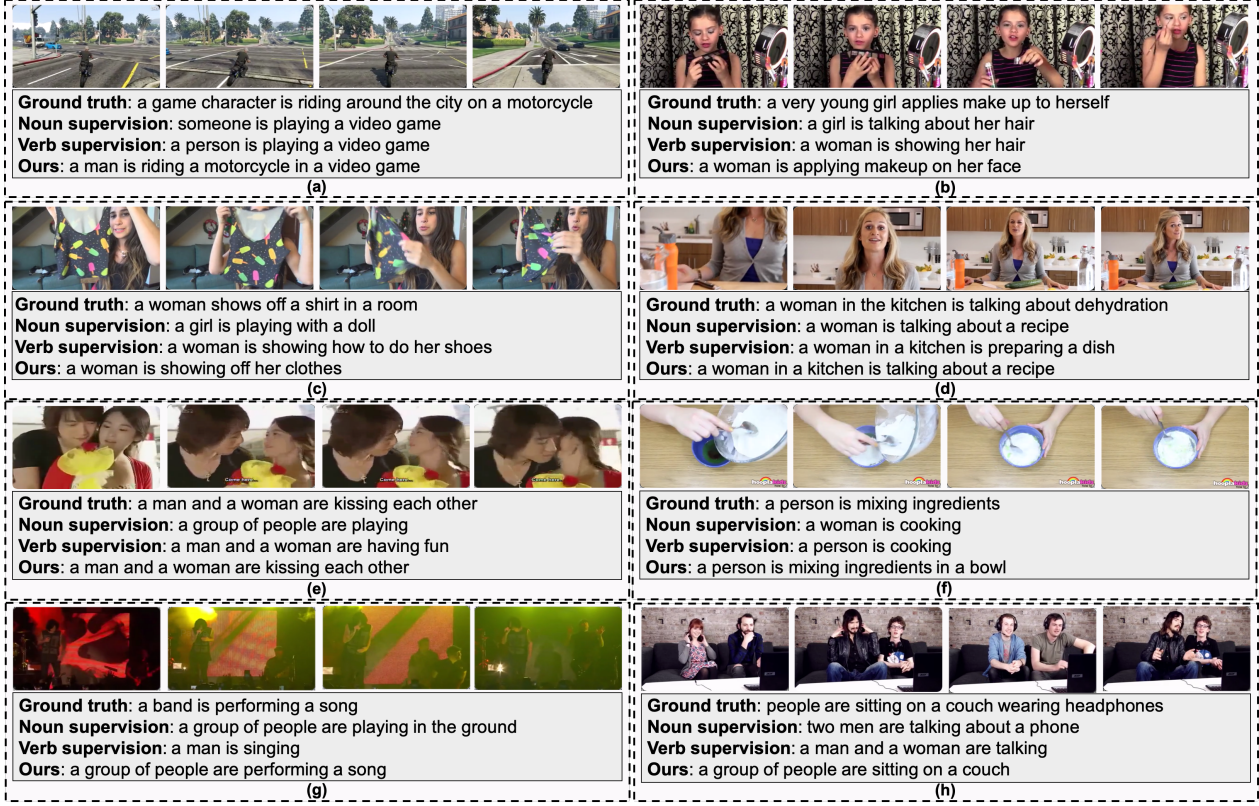 Ground truth: a game character is riding around the city on a motorcycle
Noun supervision: someone is playing a video game
Verb supervision: a person is playing a video game
Ours: a man is riding a motorcycle in a video game
(a)
Ground truth: a very young girl applies make up to herself
Noun supervision: a girl is talking about her hair
Verb supervision: a woman is showing her hair
Ours: a woman is applying makeup on her face
(b)
Ground truth: a woman shows off a shirt in a room
Noun supervision: a girl is playing with a doll
Verb supervision: a woman is showing how to do her shoes
Ours: a woman is showing off her clothes
(c)
Ground truth: a woman in the kitchen is talking about dehydration
Noun supervision: a woman is talking about a recipe
Verb supervision: a woman in a kitchen is preparing a dish
Ours: a woman in a kitchen is talking about a recipe
(d)
Come here...
Come here...
Come here...
Ground truth: a man and a woman are kissing each other
Noun supervision: a group of people are playing
Verb supervision: a man and a woman are having fun
Ours: a man and a woman are kissing each other
(e)
Ground truth: a person is mixing ingredients
Noun supervision: a woman is cooking
Verb supervision: a person is cooking
Ours: a person is mixing ingredients in a bowl
(f)
Ground truth: a band is performing a song
Noun supervision: a group of people are playing in the ground
Verb supervision: a man is singing
Ours: a group of people are performing a song
(g)
Ground truth: people are sitting on a couch wearing headphones
Noun supervision: two men are talking about a phone
Verb supervision: a man and a woman are talking
Ours: a group of people are sitting on a couch
(h)